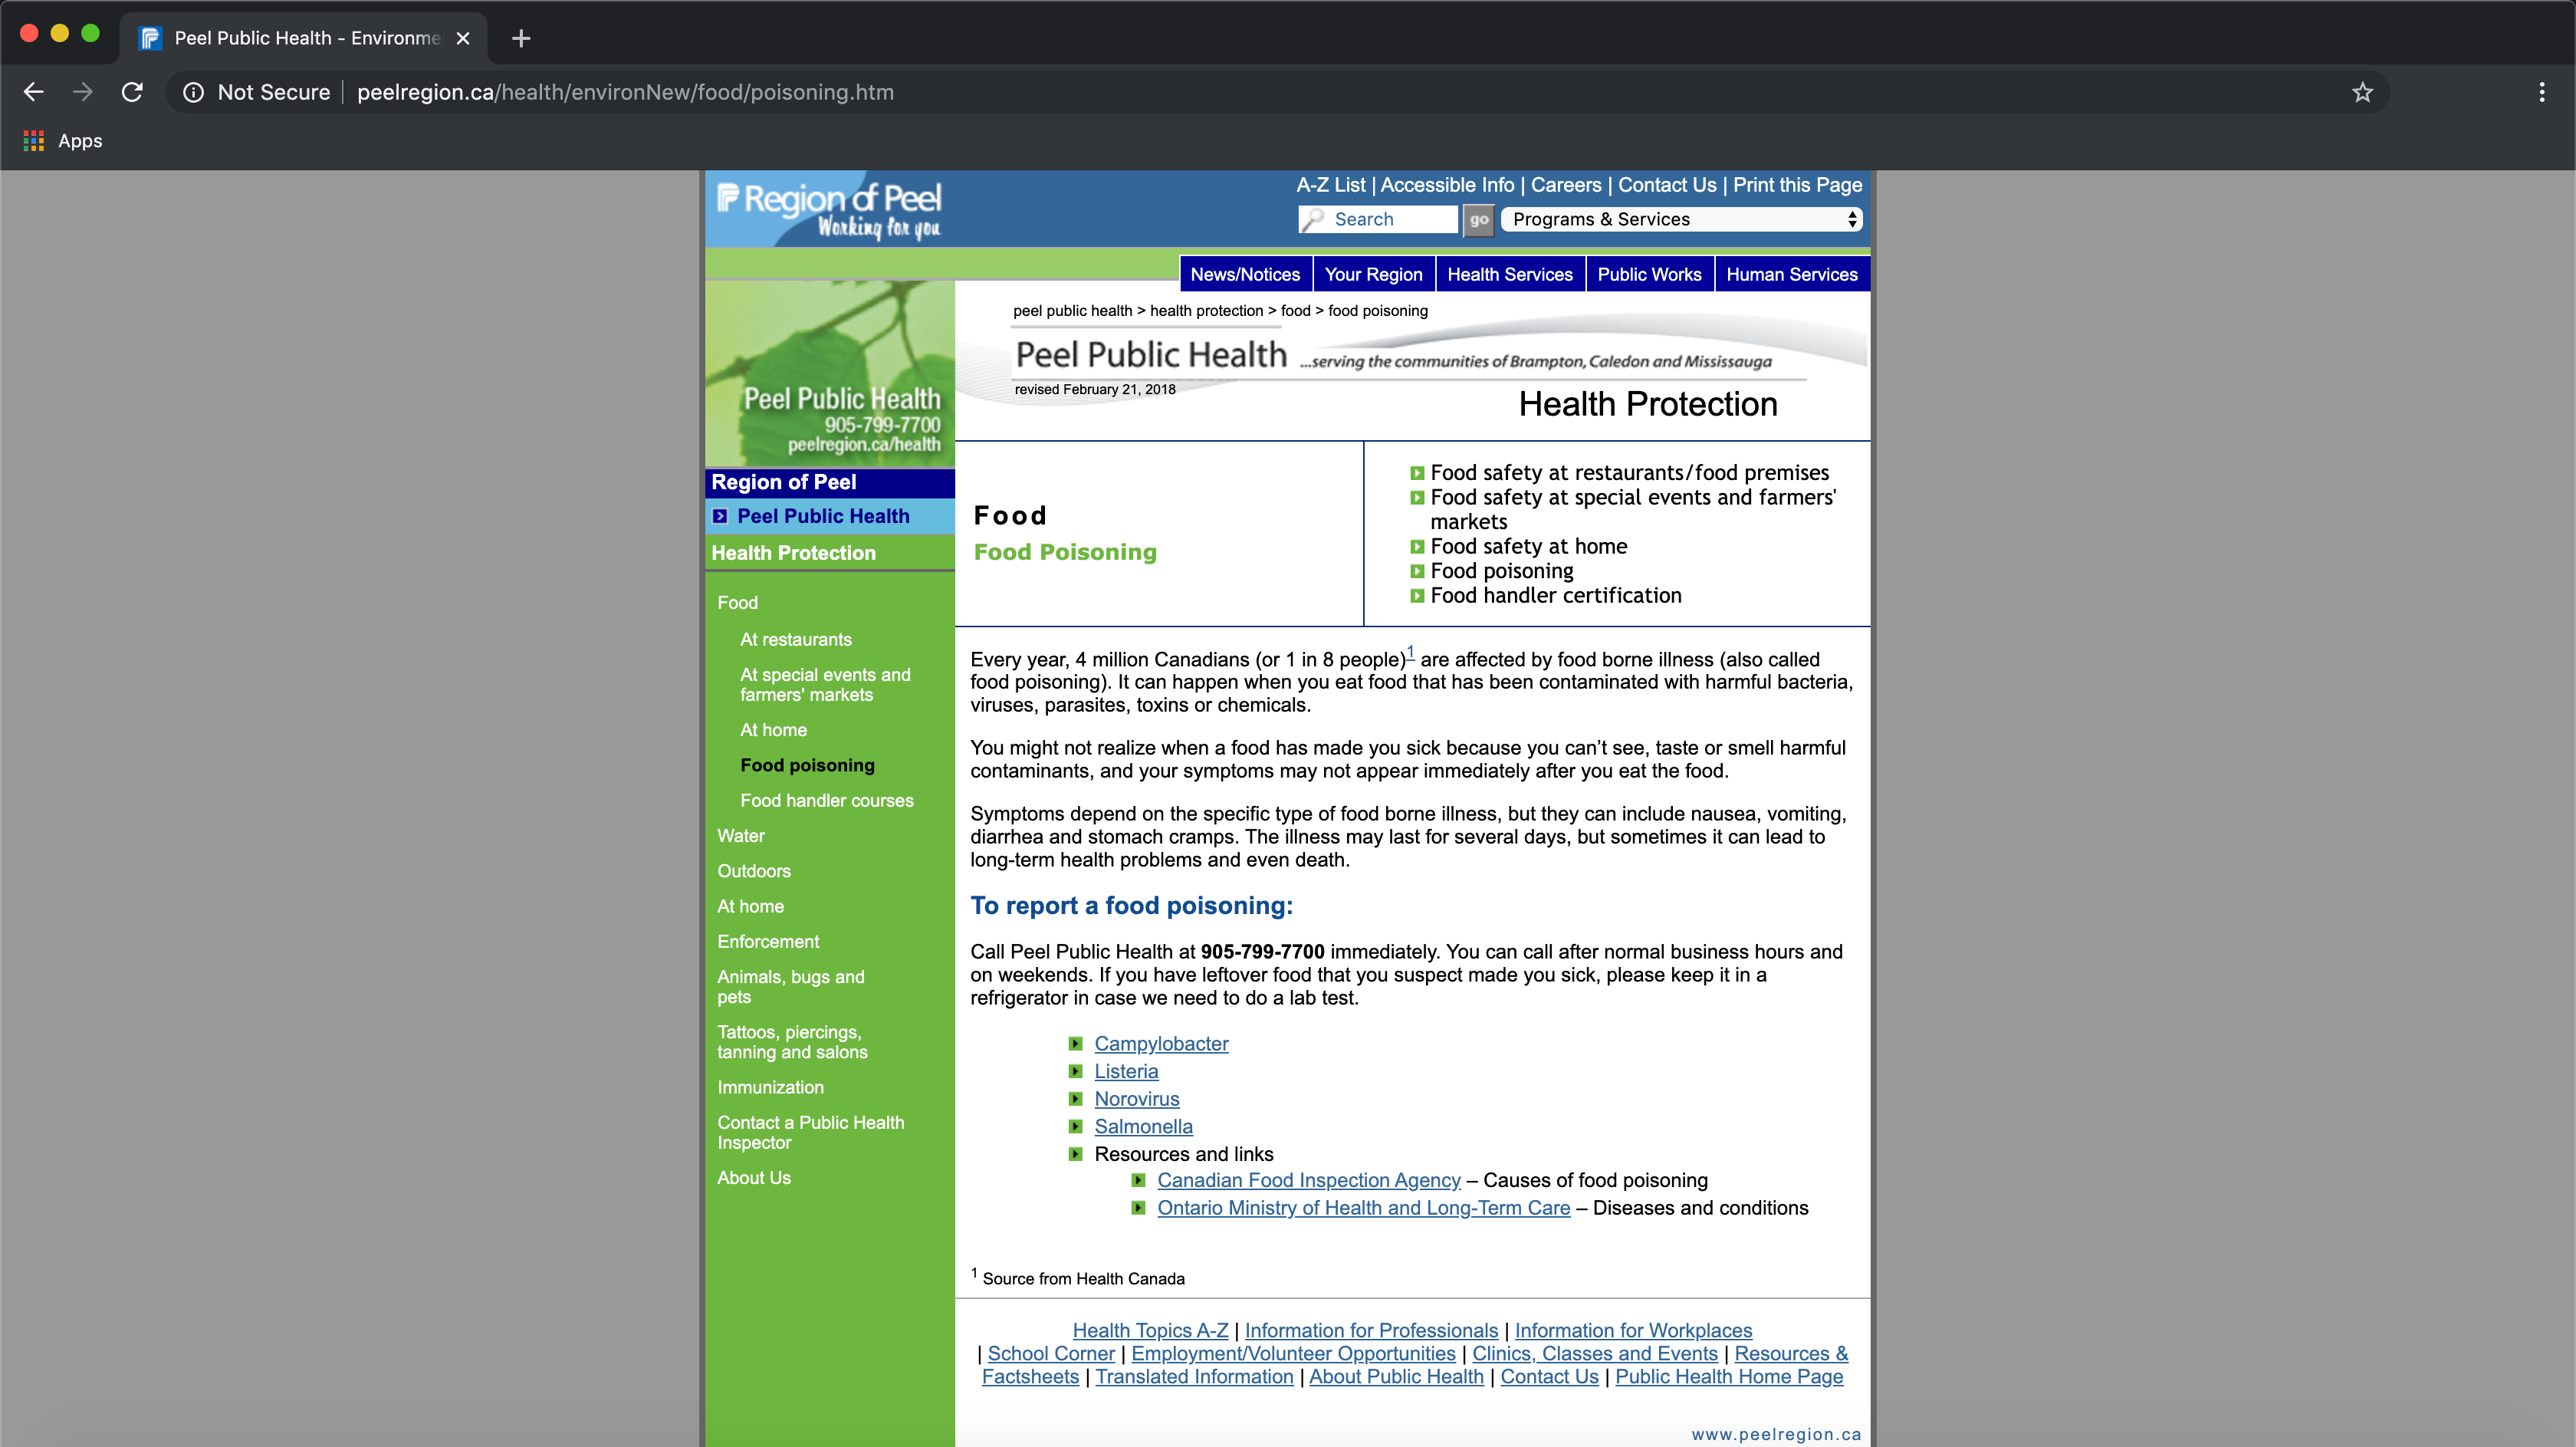 Peel Public Health - Environme
Not Secure | peelregion.ca/health/environNew/food/poisoning.htm
Apps
Region of Peel
Working for you
A-Z List | Accessible Info | Careers | Contact Us | Print this Page
Search go Programs & Services
News/Notices Your Region Health Services Public Works Human Services
Peel Public Health
905-799-7700
peelregion.ca/health
Region of Peel
Peel Public Health
Health Protection
Food
At restaurants
At special events and
farmers' markets
At home
Food poisoning
Food handler courses
Water
Outdoors
At home
Enforcement
Animals, bugs and
pets
Tattoos, piercings,
tanning and salons
Immunization
Contact a Public Health
Inspector
About Us
peel public health > health protection > food > food poisoning
Peel Public Health ...serving the communities of Brampton, Caledon and Mississauga
revised February 21, 2018
Health Protection
Food
Food Poisoning
Food safety at restaurants/food premises
Food safety at special events and farmers'
markets
Food safety at home
Food poisoning
Food handler certification
Every year, 4 million Canadians (or 1 in 8 people)1 are affected by food borne illness (also called
food poisoning). It can happen when you eat food that has been contaminated with harmful bacteria,
viruses, parasites, toxins or chemicals.
You might not realize when a food has made you sick because you can’t see, taste or smell harmful
contaminants, and your symptoms may not appear immediately after you eat the food.
Symptoms depend on the specific type of food borne illness, but they can include nausea, vomiting,
diarrhea and stomach cramps. The illness may last for several days, but sometimes it can lead to
long-term health problems and even death.
To report a food poisoning:
Call Peel Public Health at 905-799-7700 immediately. You can call after normal business hours and
on weekends. If you have leftover food that you suspect made you sick, please keep it in a
refrigerator in case we need to do a lab test.
Campylobacter
Listeria
Norovirus
Salmonella
Resources and links
Canadian Food Inspection Agency – Causes of food poisoning
Ontario Ministry of Health and Long-Term Care – Diseases and conditions
1 Source from Health Canada
Health Topics A-Z | Information for Professionals | Information for Workplaces
| School Corner | Employment/Volunteer Opportunities | Clinics, Classes and Events | Resources &
Factsheets | Translated Information | About Public Health | Contact Us | Public Health Home Page
www.peelregion.ca